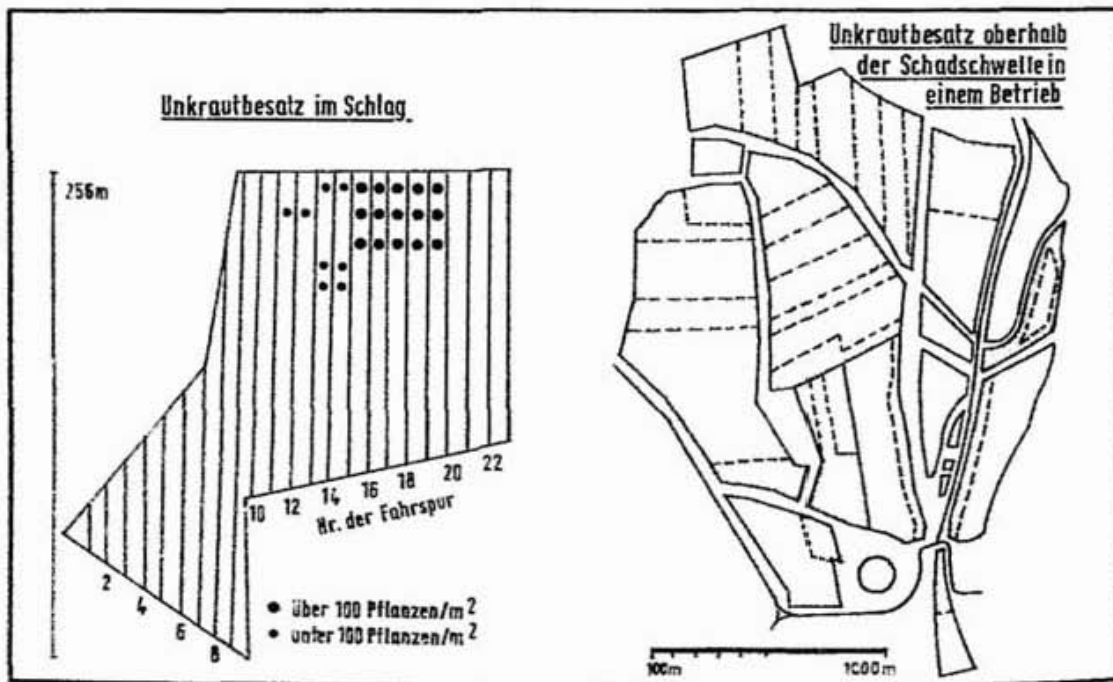 Unkrautbesatz im Schlag
256m
10 12 14 16 18 20 22
Nr. der Fahrspur
2 4 6 8
über 100 Pflanzen/m²
unter 100 Pflanzen/m²
Unkrautbesatz oberhalb
der Schadschwelle in
einem Betrieb
100m 1000m